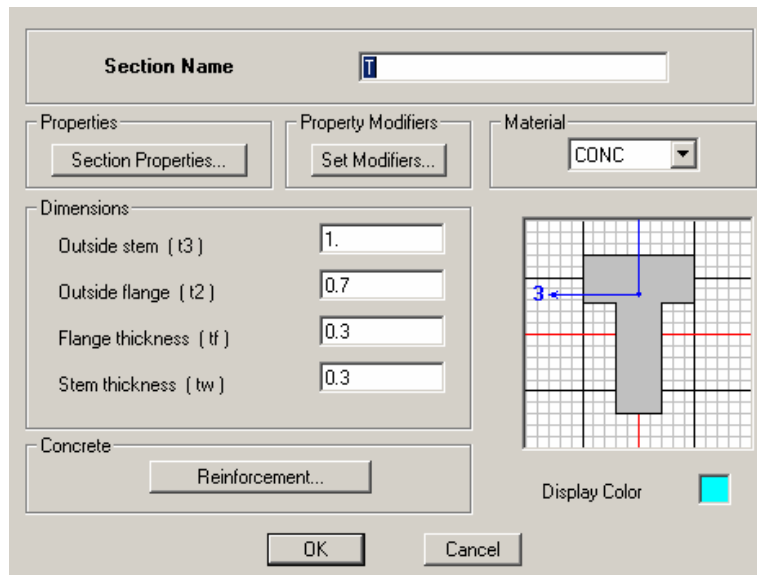 Section Name
T
Properties
Property Modifiers
Material
Section Properties...
Set Modifiers...
CONC
Dimensions
Outside stem ( t3 )
1.
Outside flange ( t2 )
0.7
Flange thickness ( tf )
0.3
Stem thickness ( tw )
0.3
3
Concrete
Reinforcement...
Display Color
OK
Cancel